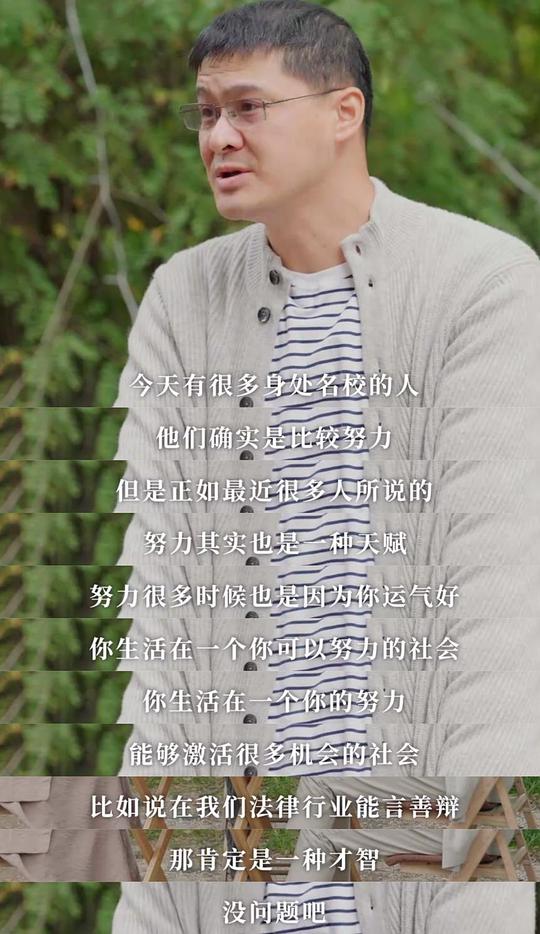 今天有很多身处名校的人
他们确实是比较努力
但是正如最近很多人所说的
努力其实也是一种天赋
努力很多时候也是因为你运气好
你生活在一个你可以努力的社会
你生活在一个你的努力
能够激活很多机会的社会
比如说在我们法律行业能言善辩
那肯定是一种才智
没问题吧